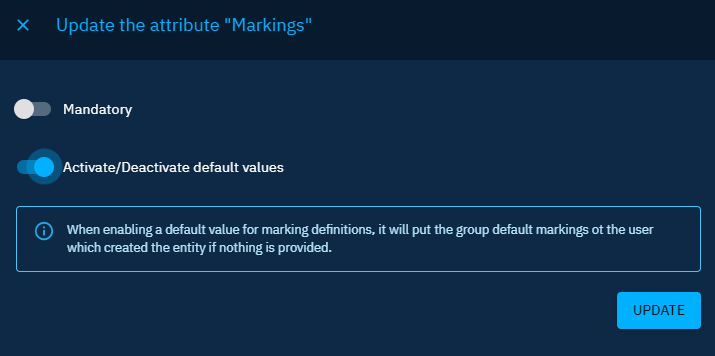 Update the attribute "Markings"
Mandatory
Activate/Deactivate default values
When enabling a default value for marking definitions, it will put the group default markings ot the user
which created the entity if nothing is provided.
UPDATE